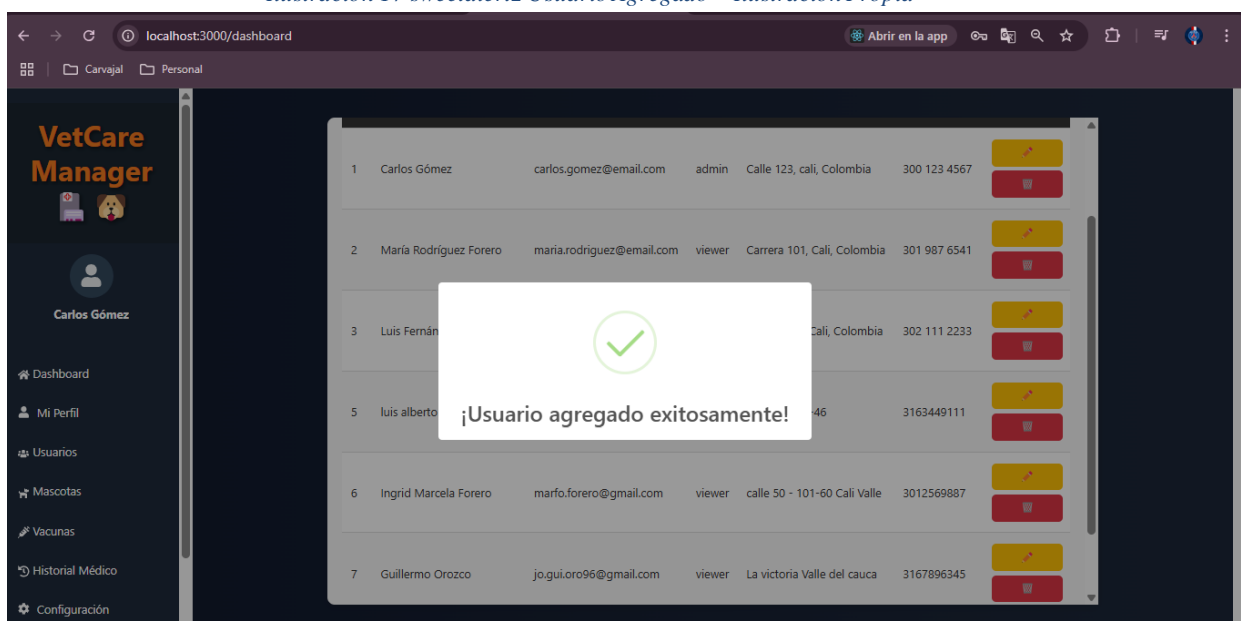 localhost:3000/dashboard
Abrir en la app
Carvajal
Personal
VetCare
Manager
Carlos Gómez
Dashboard
Mi Perfil
Usuarios
Mascotas
Vacunas
Historial Médico
Configuración
1 Carlos Gómez carlos.gomez@email.com admin Calle 123, cali, Colombia 300 123 4567
2 María Rodríguez Forero maria.rodriguez@email.com viewer Carrera 101, Cali, Colombia 301 987 6541
3 Luis Cali, Colombia 302 111 2233
5 luis alberto 3163449111
6 Ingrid Marcela Forero marfo.forero@gmail.com viewer calle 50 - 101-60 Cali Valle 3012569887
7 Guillermo Orozco jo.gui.oro96@gmail.com viewer La victoria Valle del cauca 3167896345
¡Usuario agregado exitosamente!